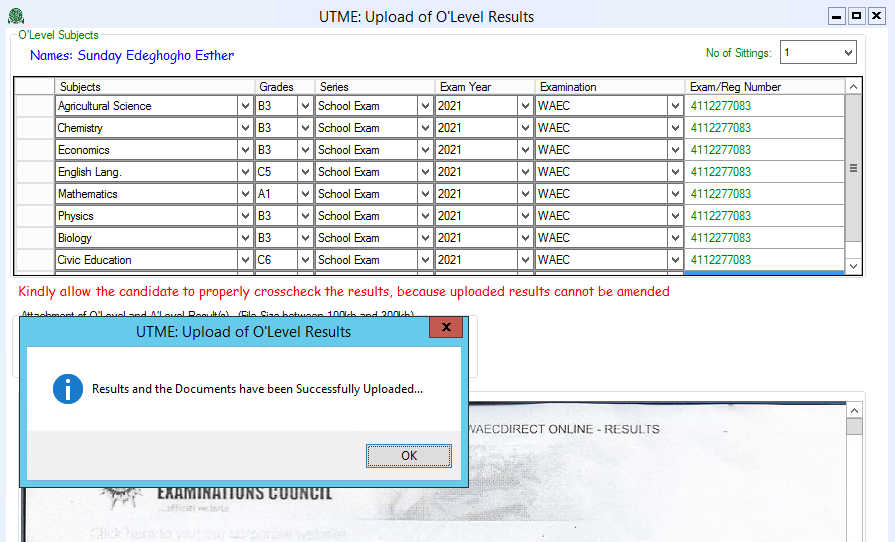 UTME: Upload of O'Level Results
O'Level Subjects
Names: Sunday Edeghogho Esther
No of Sittings: 1
Subjects Grades Series Exam Year Examination Exam/Reg Number
Agricultural Science B3 School Exam 2021 WAEC 4112277083
Chemistry B3 School Exam 2021 WAEC 4112277083
Economics B3 School Exam 2021 WAEC 4112277083
English Lang. C5 School Exam 2021 WAEC 4112277083
Mathematics A1 School Exam 2021 WAEC 4112277083
Physics B3 School Exam 2021 WAEC 4112277083
Biology B3 School Exam 2021 WAEC 4112277083
Civic Education C6 School Exam 2021 WAEC 4112277083
Kindly allow the candidate to properly crosscheck the results, because uploaded results cannot be amended
Attachment of O'Level and A'Level Result(s) (File Size between 100kb and 200kb)
UTME: Upload of O'Level Results
Results and the Documents have been Successfully Uploaded...
OK
WAECDIRECT ONLINE - RESULTS
EXAMINATIONS COUNCIL
...official website
Click here to visit our corporate website